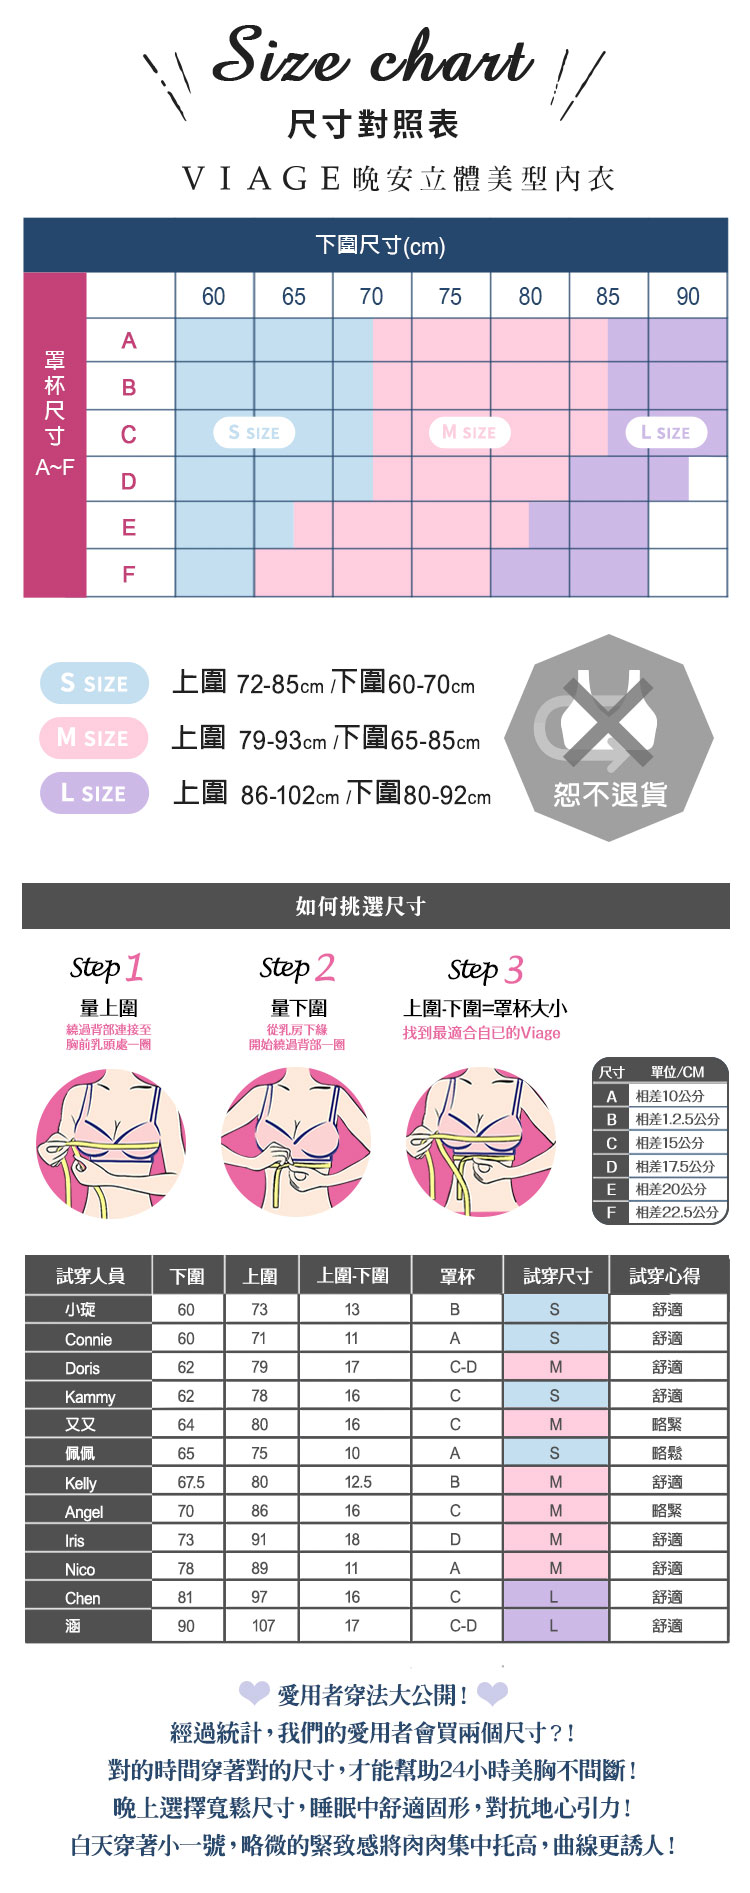 Size chart
尺寸對照表
VIAGE晚安立體美型內衣
下圍尺寸(cm)
60 65 70 75 80 85 90
罩杯尺寸
A~F
A
B
C
D
E
F
S SIZE M SIZE L SIZE
S SIZE 上圍 72-85cm /下圍60-70cm
M SIZE 上圍 79-93cm /下圍65-85cm
L SIZE 上圍 86-102cm /下圍80-92cm
恕不退貨
如何挑選尺寸
Step 1
量上圍
繞過背部連接至
胸前乳頭處一圈
Step 2
量下圍
從乳房下緣
開始繞過背部一圈
Step 3
上圍-下圍=罩杯大小
找到最適合自已的Viage
尺寸 單位/CM
A 相差10公分
B 相差1.2.5公分
C 相差15公分
D 相差17.5公分
E 相差20公分
F 相差22.5公分
試穿人員 下圍 上圍 上圍-下圍 罩杯 試穿尺寸 試穿心得
小琁 60 73 13 B S 舒適
Connie 60 71 11 A S 舒適
Doris 62 79 17 C-D M 舒適
Kammy 62 78 16 C S 舒適
又又 64 80 16 C M 略緊
佩佩 65 75 10 A S 略鬆
Kelly 67.5 80 12.5 B M 舒適
Angel 70 86 16 C M 略緊
Iris 73 91 18 D M 舒適
Nico 78 89 11 A M 舒適
Chen 81 97 16 C L 舒適
涵 90 107 17 C-D L 舒適
愛用者穿法大公開!
經過統計,我們的愛用者會買兩個尺寸?!
對的時間穿著對的尺寸,才能幫助24小時美胸不間斷!
晚上選擇寬鬆尺寸,睡眠中舒適固形,對抗地心引力!
白天穿著小一號,略微的緊致感將肉肉集中托高,曲線更誘人!